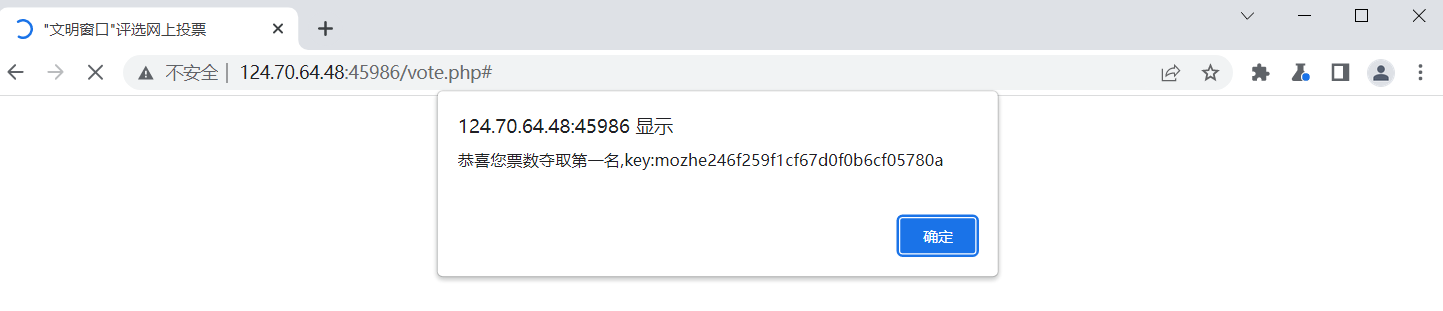 "文明窗口"评选网上投票
不安全 | 124.70.64.48:45986/vote.php#
124.70.64.48:45986 显示
恭喜您票数夺取第一名,key:mozhe246f259f1cf67d0f0b6cf05780a
确定